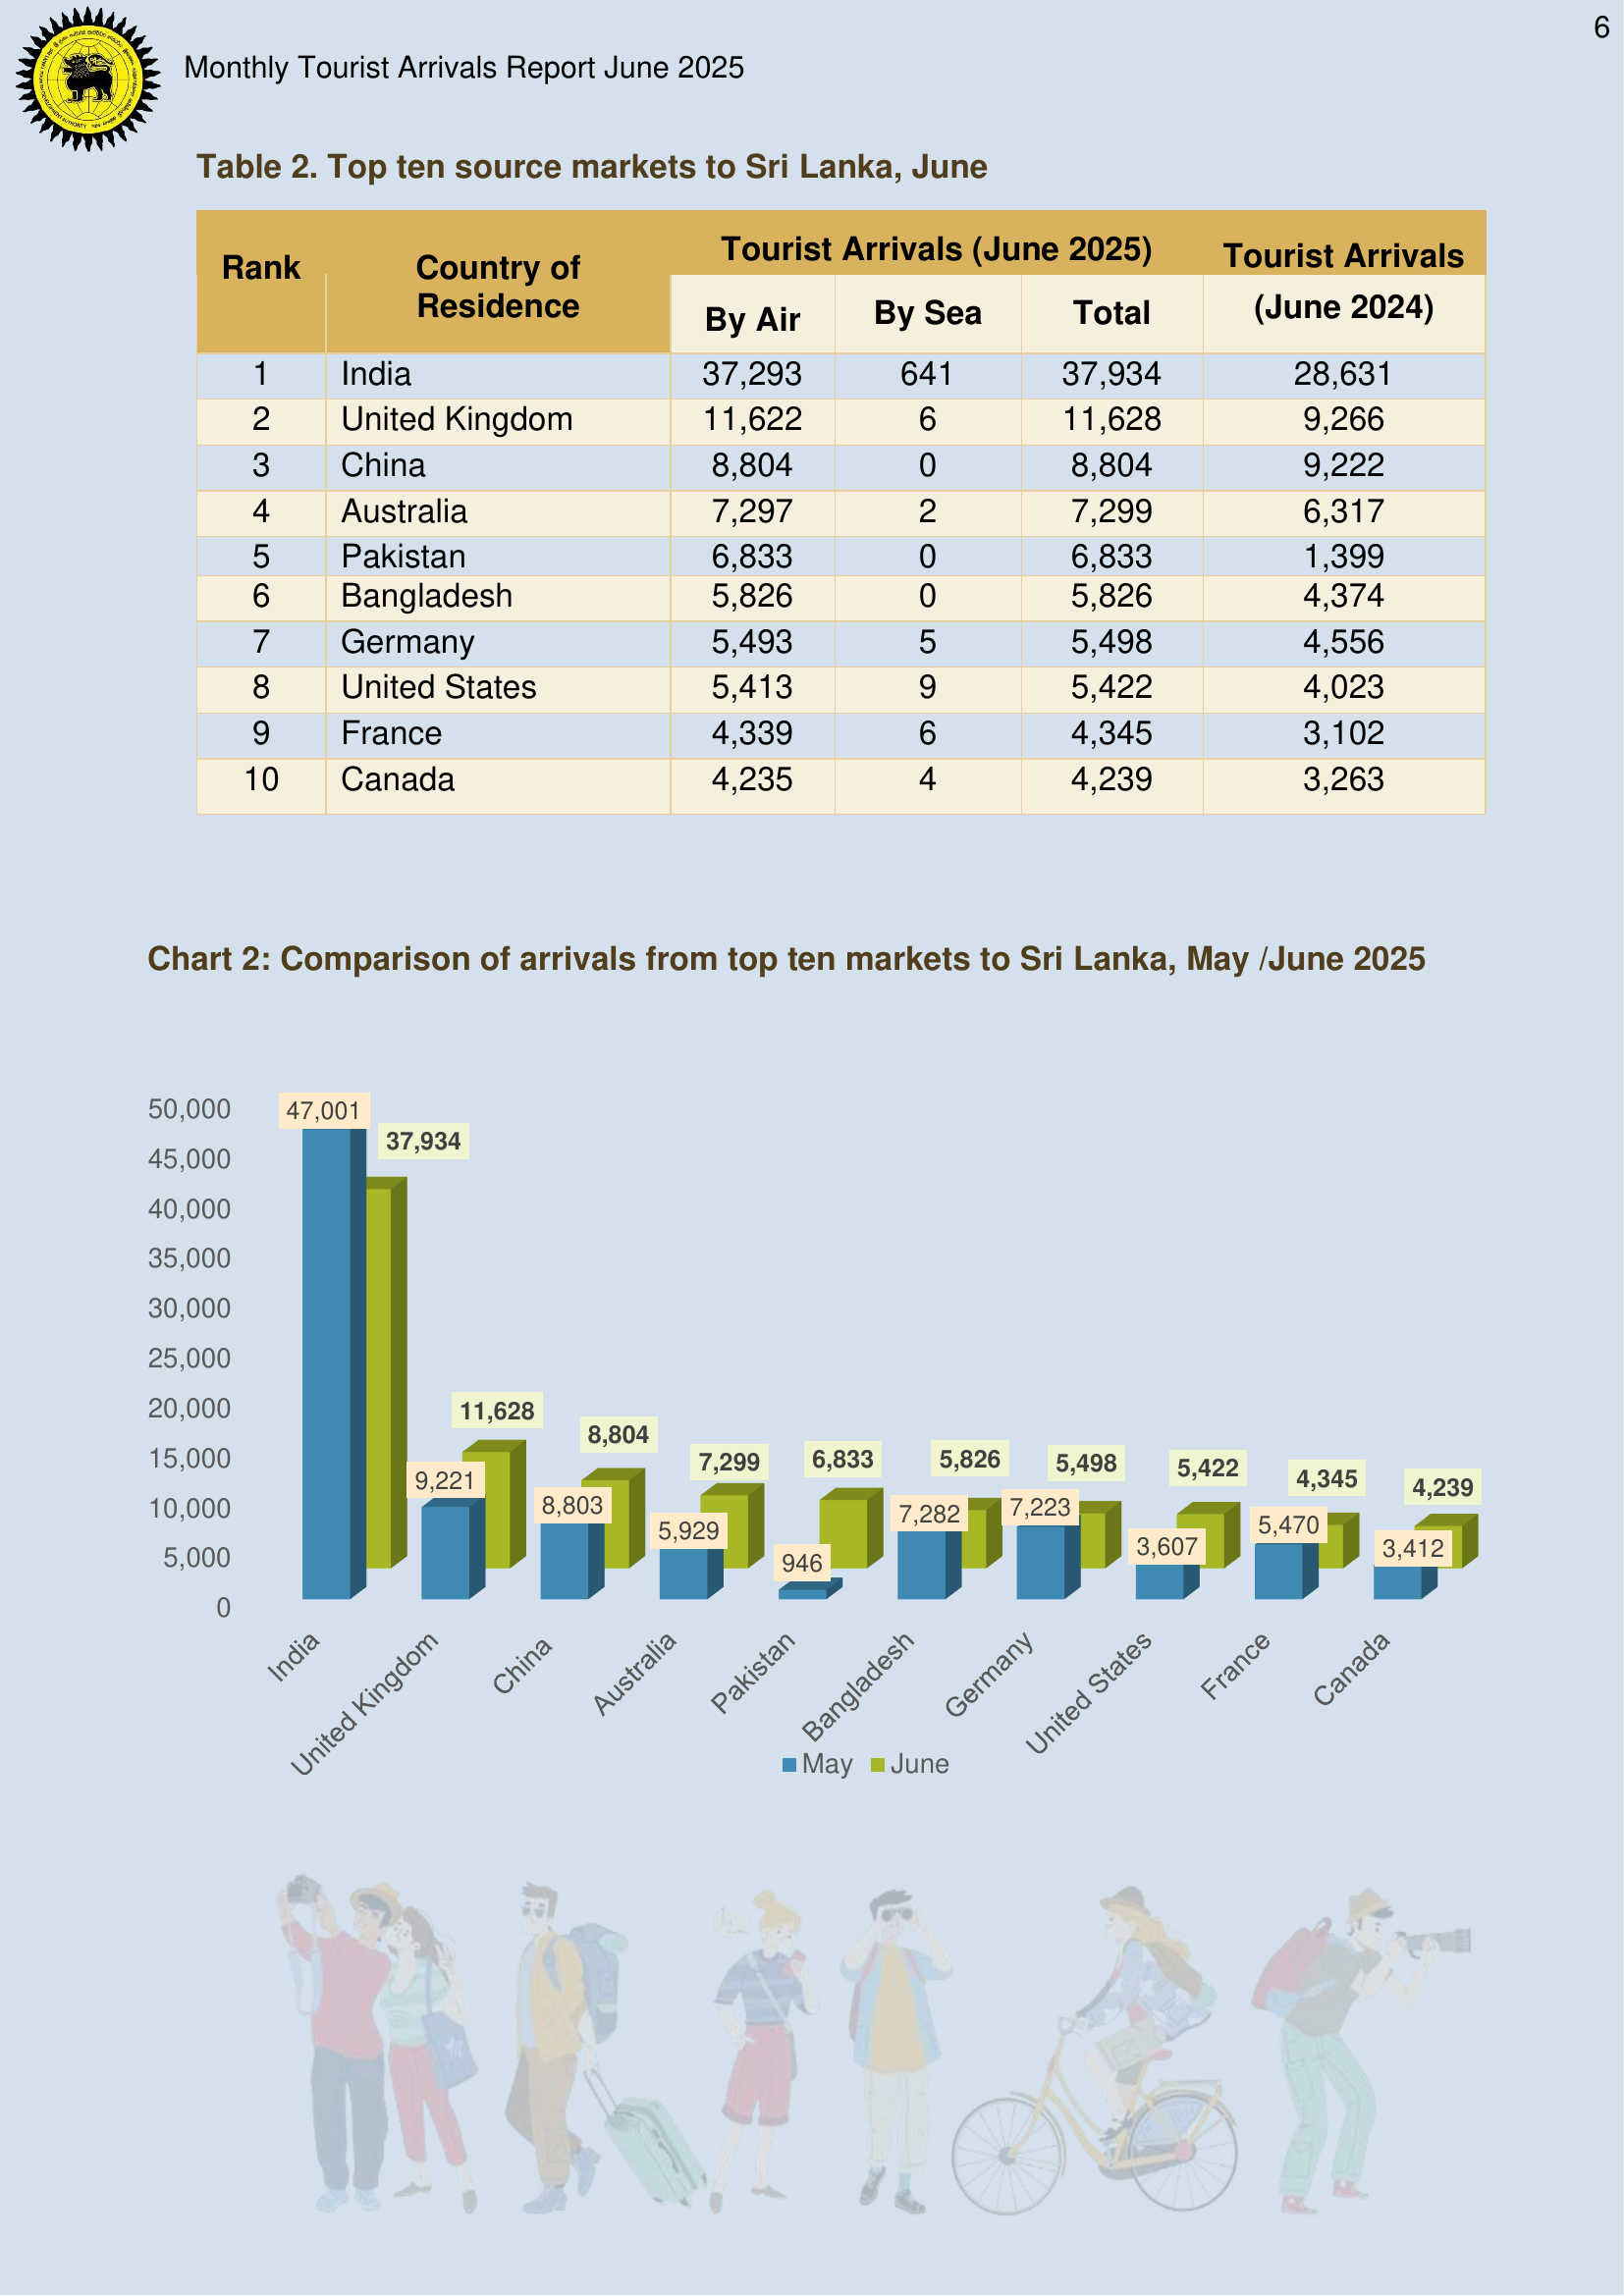 6
Monthly Tourist Arrivals Report June 2025
Table 2. Top ten source markets to Sri Lanka, June
Rank Country of Residence Tourist Arrivals (June 2025) Tourist Arrivals (June 2024)
By Air By Sea Total
1 India 37,293 641 37,934 28,631
2 United Kingdom 11,622 6 11,628 9,266
3 China 8,804 0 8,804 9,222
4 Australia 7,297 2 7,299 6,317
5 Pakistan 6,833 0 6,833 1,399
6 Bangladesh 5,826 0 5,826 4,374
7 Germany 5,493 5 5,498 4,556
8 United States 5,413 9 5,422 4,023
9 France 4,339 6 4,345 3,102
10 Canada 4,235 4 4,239 3,263
Chart 2: Comparison of arrivals from top ten markets to Sri Lanka, May /June 2025
50,000
45,000
40,000
35,000
30,000
25,000
20,000
15,000
10,000
5,000
0
47,001 9,221 8,803 5,929 946 7,282 7,223 3,607 5,470 3,412
37,934 11,628 8,804 7,299 6,833 5,826 5,498 5,422 4,345 4,239
India United Kingdom China Australia Pakistan Bangladesh Germany United States France Canada
May June